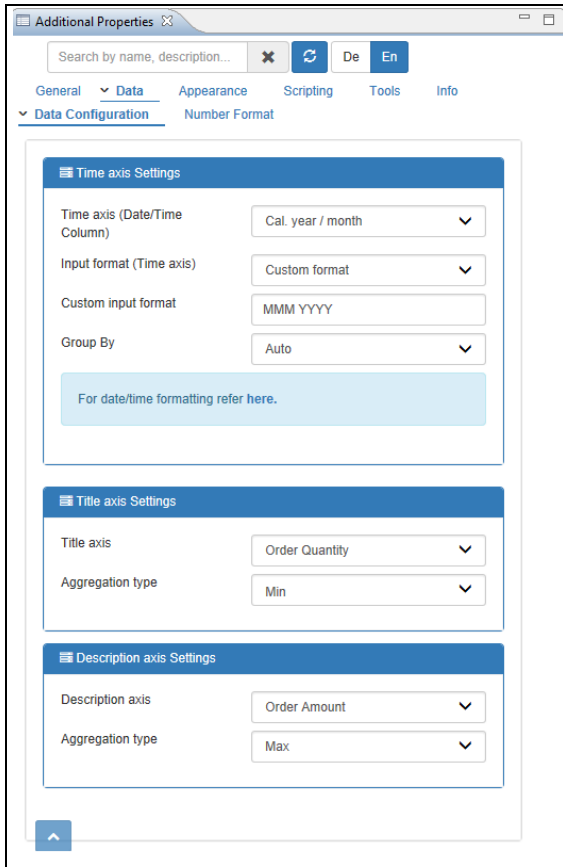 Additional Properties
Search by name, description... De En
General Data Appearance Scripting Tools Info
Data Configuration Number Format
Time axis Settings
Time axis (Date/Time
Column)
Cal. year / month
Input format (Time axis) Custom format
Custom input format MMM YYYY
Group By Auto
For date/time formatting refer here.
Title axis Settings
Title axis Order Quantity
Aggregation type Min
Description axis Settings
Description axis Order Amount
Aggregation type Max